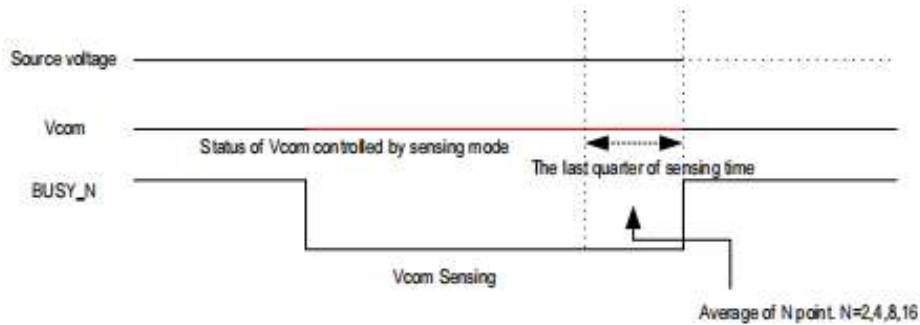 Source voltage
Vcom
Status of Vcom controlled by sensing mode
The last quarter of sensing time
BUSY_N
Vcom Sensing
Average of N point. N=2,4,8,16